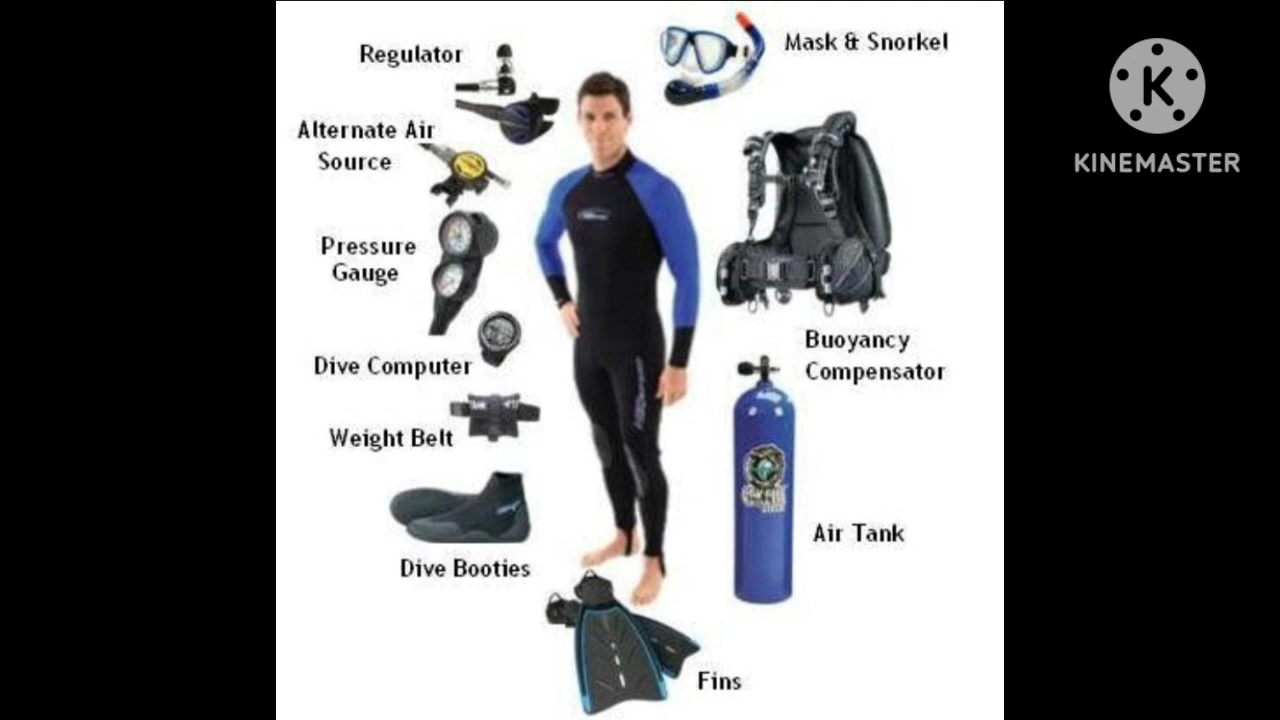 Regulator
Mask & Snorkel
Alternate Air
Source
Pressure
Gauge
Buoyancy
Compensator
Dive Computer
Weight Belt
Air Tank
Dive Booties
Fins
K
KINEMASTER